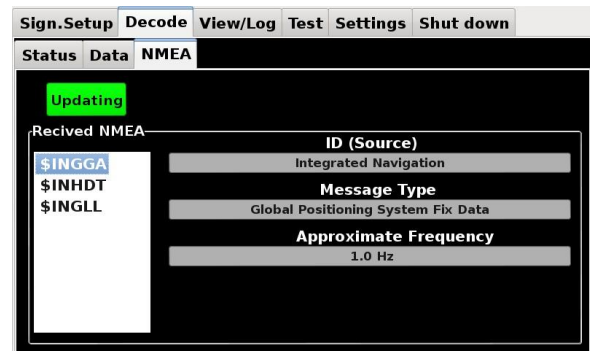 Sign.Setup Decode View/Log Test Settings Shut down
Status Data NMEA
Updating
Recived NMEA
$INGGA
$INHDT
$INGLL
ID (Source)
Integrated Navigation
Message Type
Global Positioning System Fix Data
Approximate Frequency
1.0 Hz